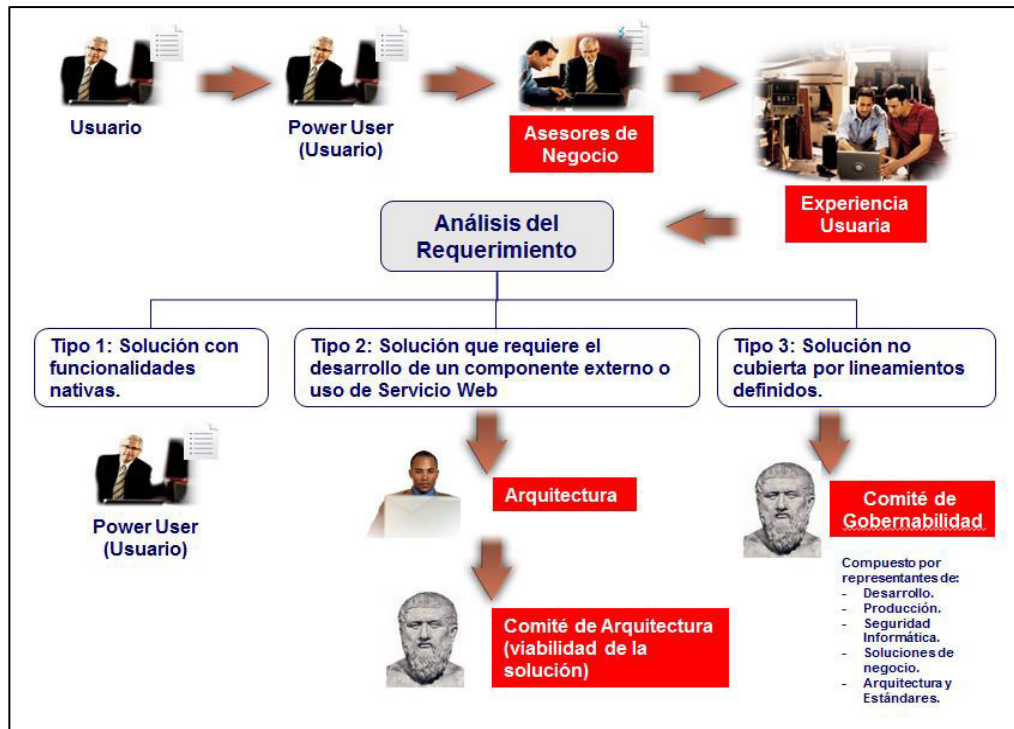 Usuario
Power User
(Usuario)
Asesores de
Negocio
Experiencia
Usuaria
Análisis del
Requerimiento
Tipo 1: Solución con
funcionalidades
nativas.
Tipo 2: Solución que requiere el
desarrollo de un componente externo o
uso de Servicio Web
Tipo 3: Solución no
cubierta por lineamientos
definidos.
Power User
(Usuario)
Arquitectura
Comité de Arquitectura
(viabilidad de la
solución)
Comité de
Gobernabilidad
Compuesto por
representantes de:
- Desarrollo.
- Producción.
- Seguridad
Informática.
- Soluciones de
negocio.
- Arquitectura y
Estándares.